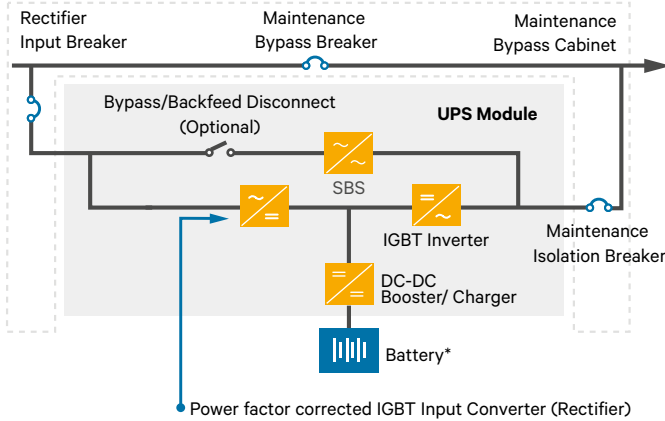 Rectifier
Input Breaker
Maintenance
Bypass Breaker
Maintenance
Bypass Cabinet
Bypass/Backfeed Disconnect
(Optional)
UPS Module
SBS
IGBT Inverter
Maintenance
Isolation Breaker
DC-DC
Booster/ Charger
Battery*
Power factor corrected IGBT Input Converter (Rectifier)